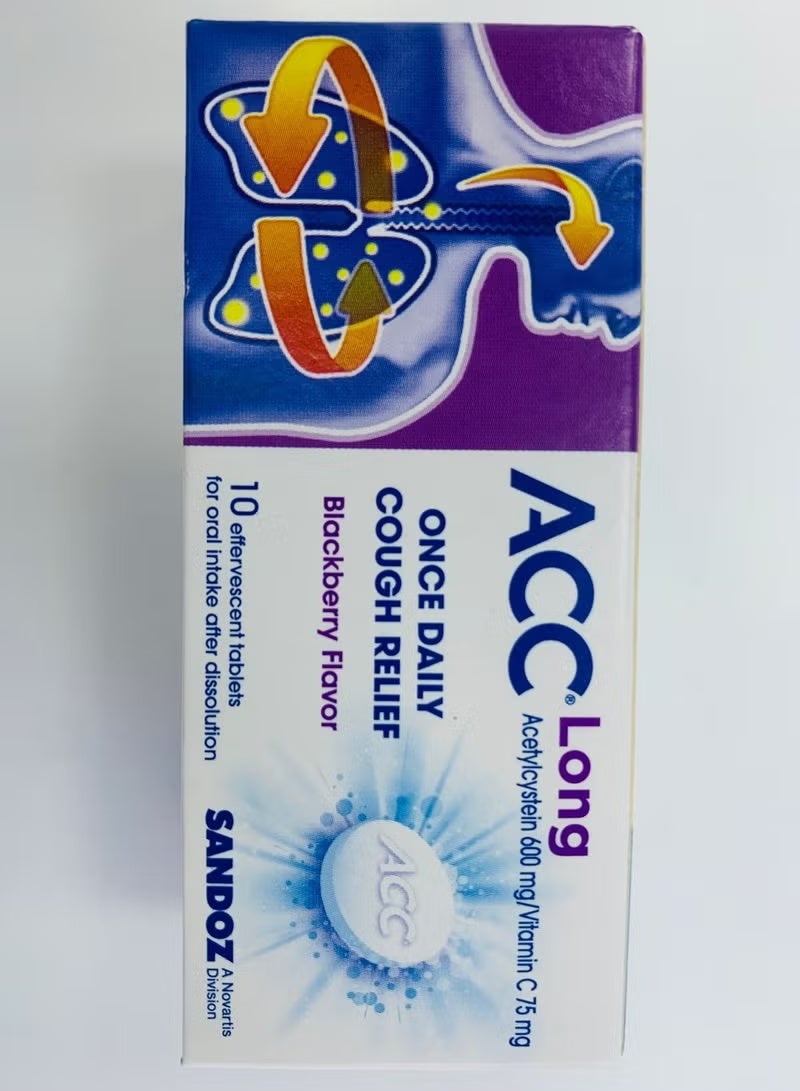 ACC® Long
Acetylcystein 600 mg/Vitamin C 75 mg
ONCE DAILY
COUGH RELIEF
Blackberry Flavor
ACC
10 effervescent tablets
for oral intake after dissolution
SANDOZ
A Novartis
Division